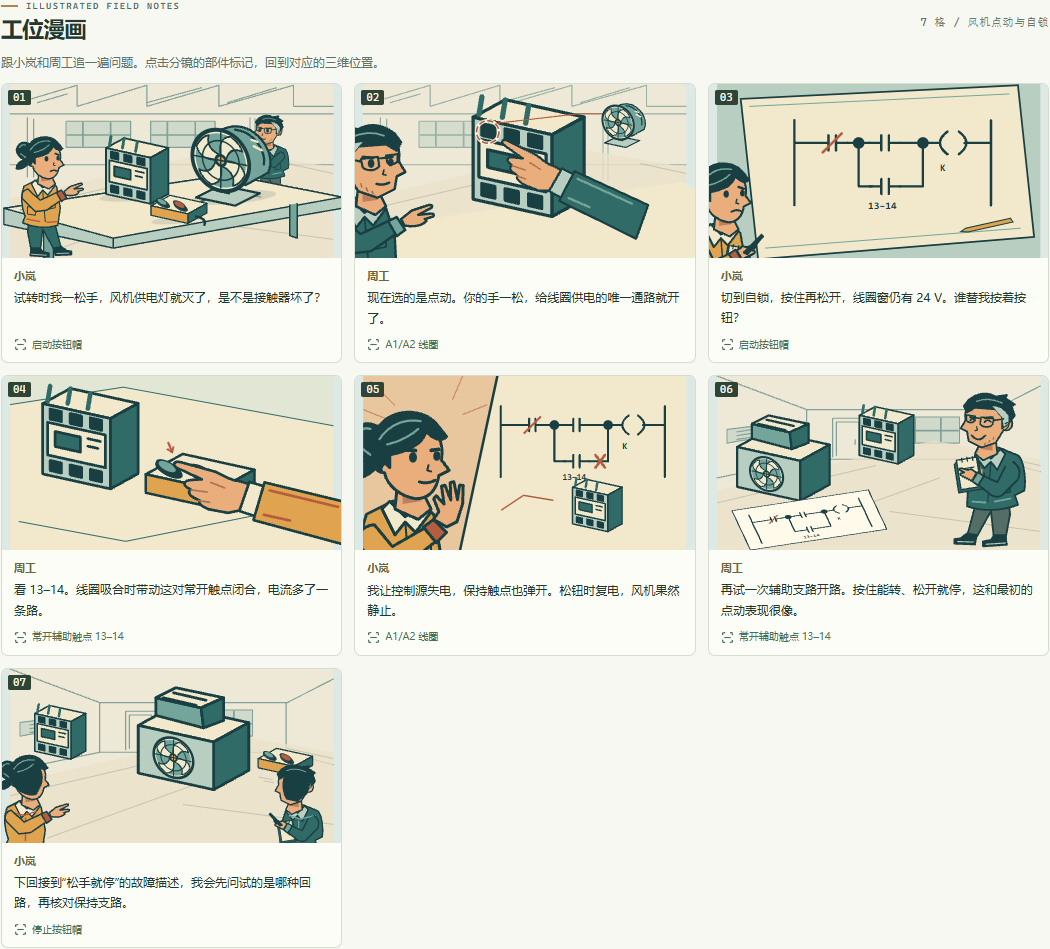 ILLUSTRATED FIELD NOTES
工位漫画
7 格 / 风机点动与自锁
跟小岚和周工追一遍问题。点击分镜的部件标记，回到对应的三维位置。
01
小岚
试转时我一松手，风机供电灯就灭了，是不是接触器坏了？
启动按钮帽
02
周工
现在选的是点动。你的手一松，给线圈供电的唯一通路就开
了。
A1/A2 线圈
03
K
13–14
小岚
切到自锁，按住再松开，线圈窗仍有 24 V。谁替我按着按
钮？
启动按钮帽
04
周工
看 13–14。线圈吸合时带动这对常开触点闭合，电流多了一
条路。
常开辅助触点 13–14
05
K
13–14
小岚
我让控制源失电，保持触点也弹开。松钮时复电，风机果然
静止。
A1/A2 线圈
06
K
13–14
周工
再试一次辅助支路开路。按住能转、松开就停，这和最初的
点动表现很像。
常开辅助触点 13–14
07
小岚
下回接到“松手就停”的故障描述，我会先问试的是哪种回
路，再核对保持支路。
停止按钮帽